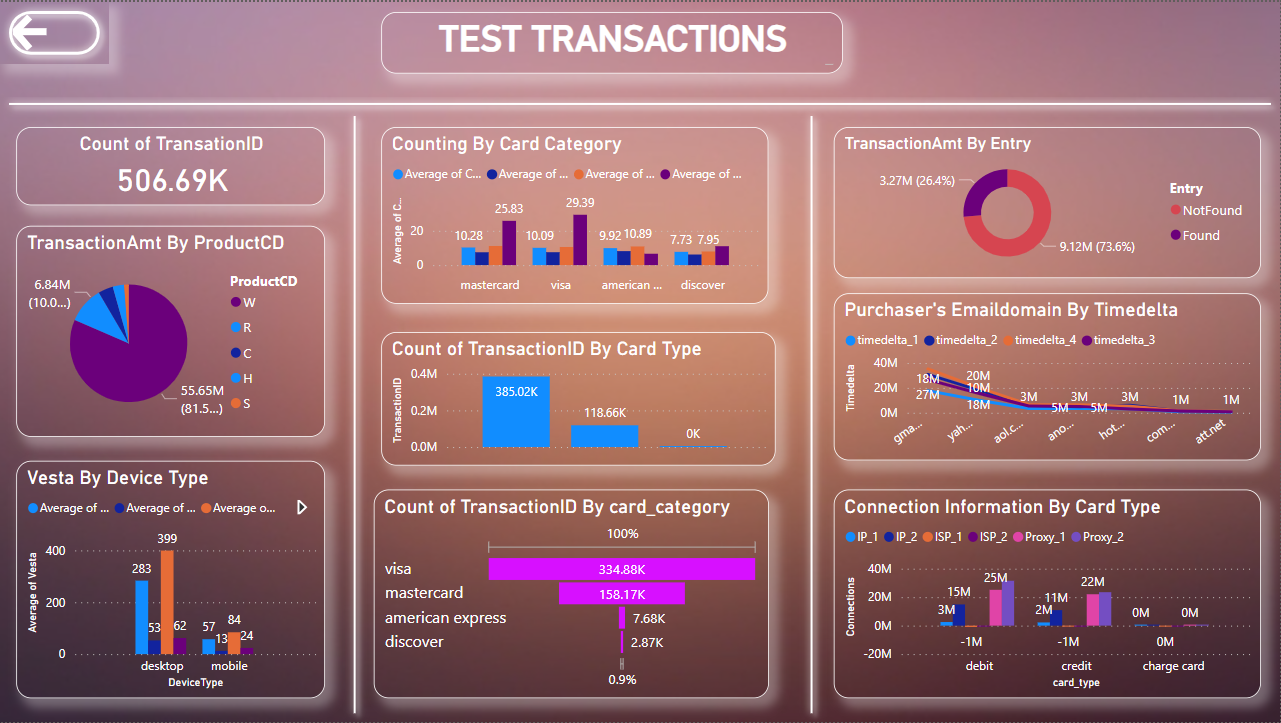 TEST TRANSACTIONS
Count of TransationID
506.69K
TransactionAmt By ProductCD
6.84M
(10.0...)
55.65M
(81.5...)
ProductCD
W
R
C
H
S
Vesta By Device Type
Average of ... Average of ... Average o...
Average of Vesta
400
200
0
283
53
399
62
57
13
84
24
desktop mobile
DeviceType
Counting By Card Category
Average of C... Average of ... Average of ... Average of ...
Average of C...
20
0
10.28 25.83
10.09 29.39
9.92 10.89
7.73 7.95
mastercard visa american ... discover
Count of TransactionID By Card Type
TransactionID
0.4M
0.2M
0.0M
385.02K
118.66K
0K
Count of TransactionID By card_category
100%
visa 334.88K
mastercard 158.17K
american express 7.68K
discover 2.87K
0.9%
TransactionAmt By Entry
3.27M (26.4%)
9.12M (73.6%)
Entry
NotFound
Found
Purchaser's Emaildomain By Timedelta
timedelta_1 timedelta_2 timedelta_4 timedelta_3
Timedelta
40M
20M
0M
18M
27M
20M
10M
18M
3M
5M
3M
5M
3M
1M
1M
gma... yah... aol.c... ano... hot... com... att.net
Connection Information By Card Type
IP_1 IP_2 ISP_1 ISP_2 Proxy_1 Proxy_2
Connections
40M
20M
0M
-20M
3M
15M
-1M
25M
2M
11M
-1M
22M
0M
0M
0M
debit credit charge card
card_type